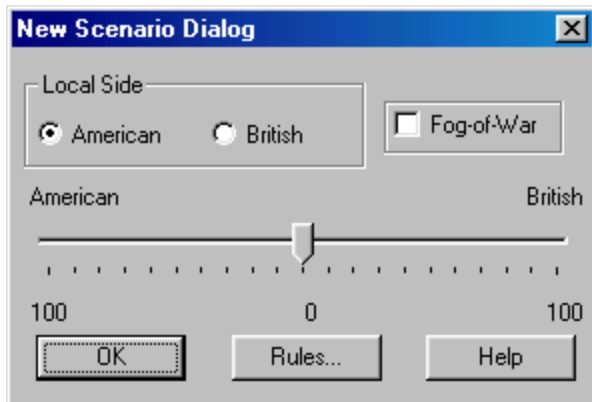 New Scenario Dialog
Local Side
American British
Fog-of-War
American British
100 0 100
OK Rules... Help